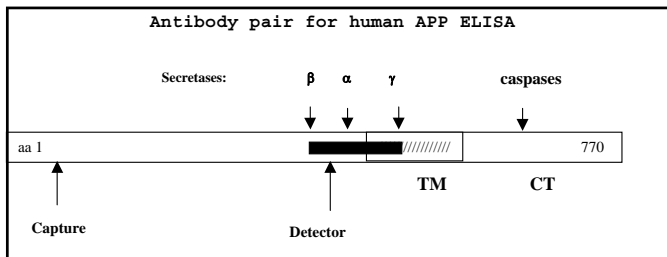 Antibody pair for human APP ELISA
Secretases: β α γ caspases
aa 1 770
TM CT
Capture Detector